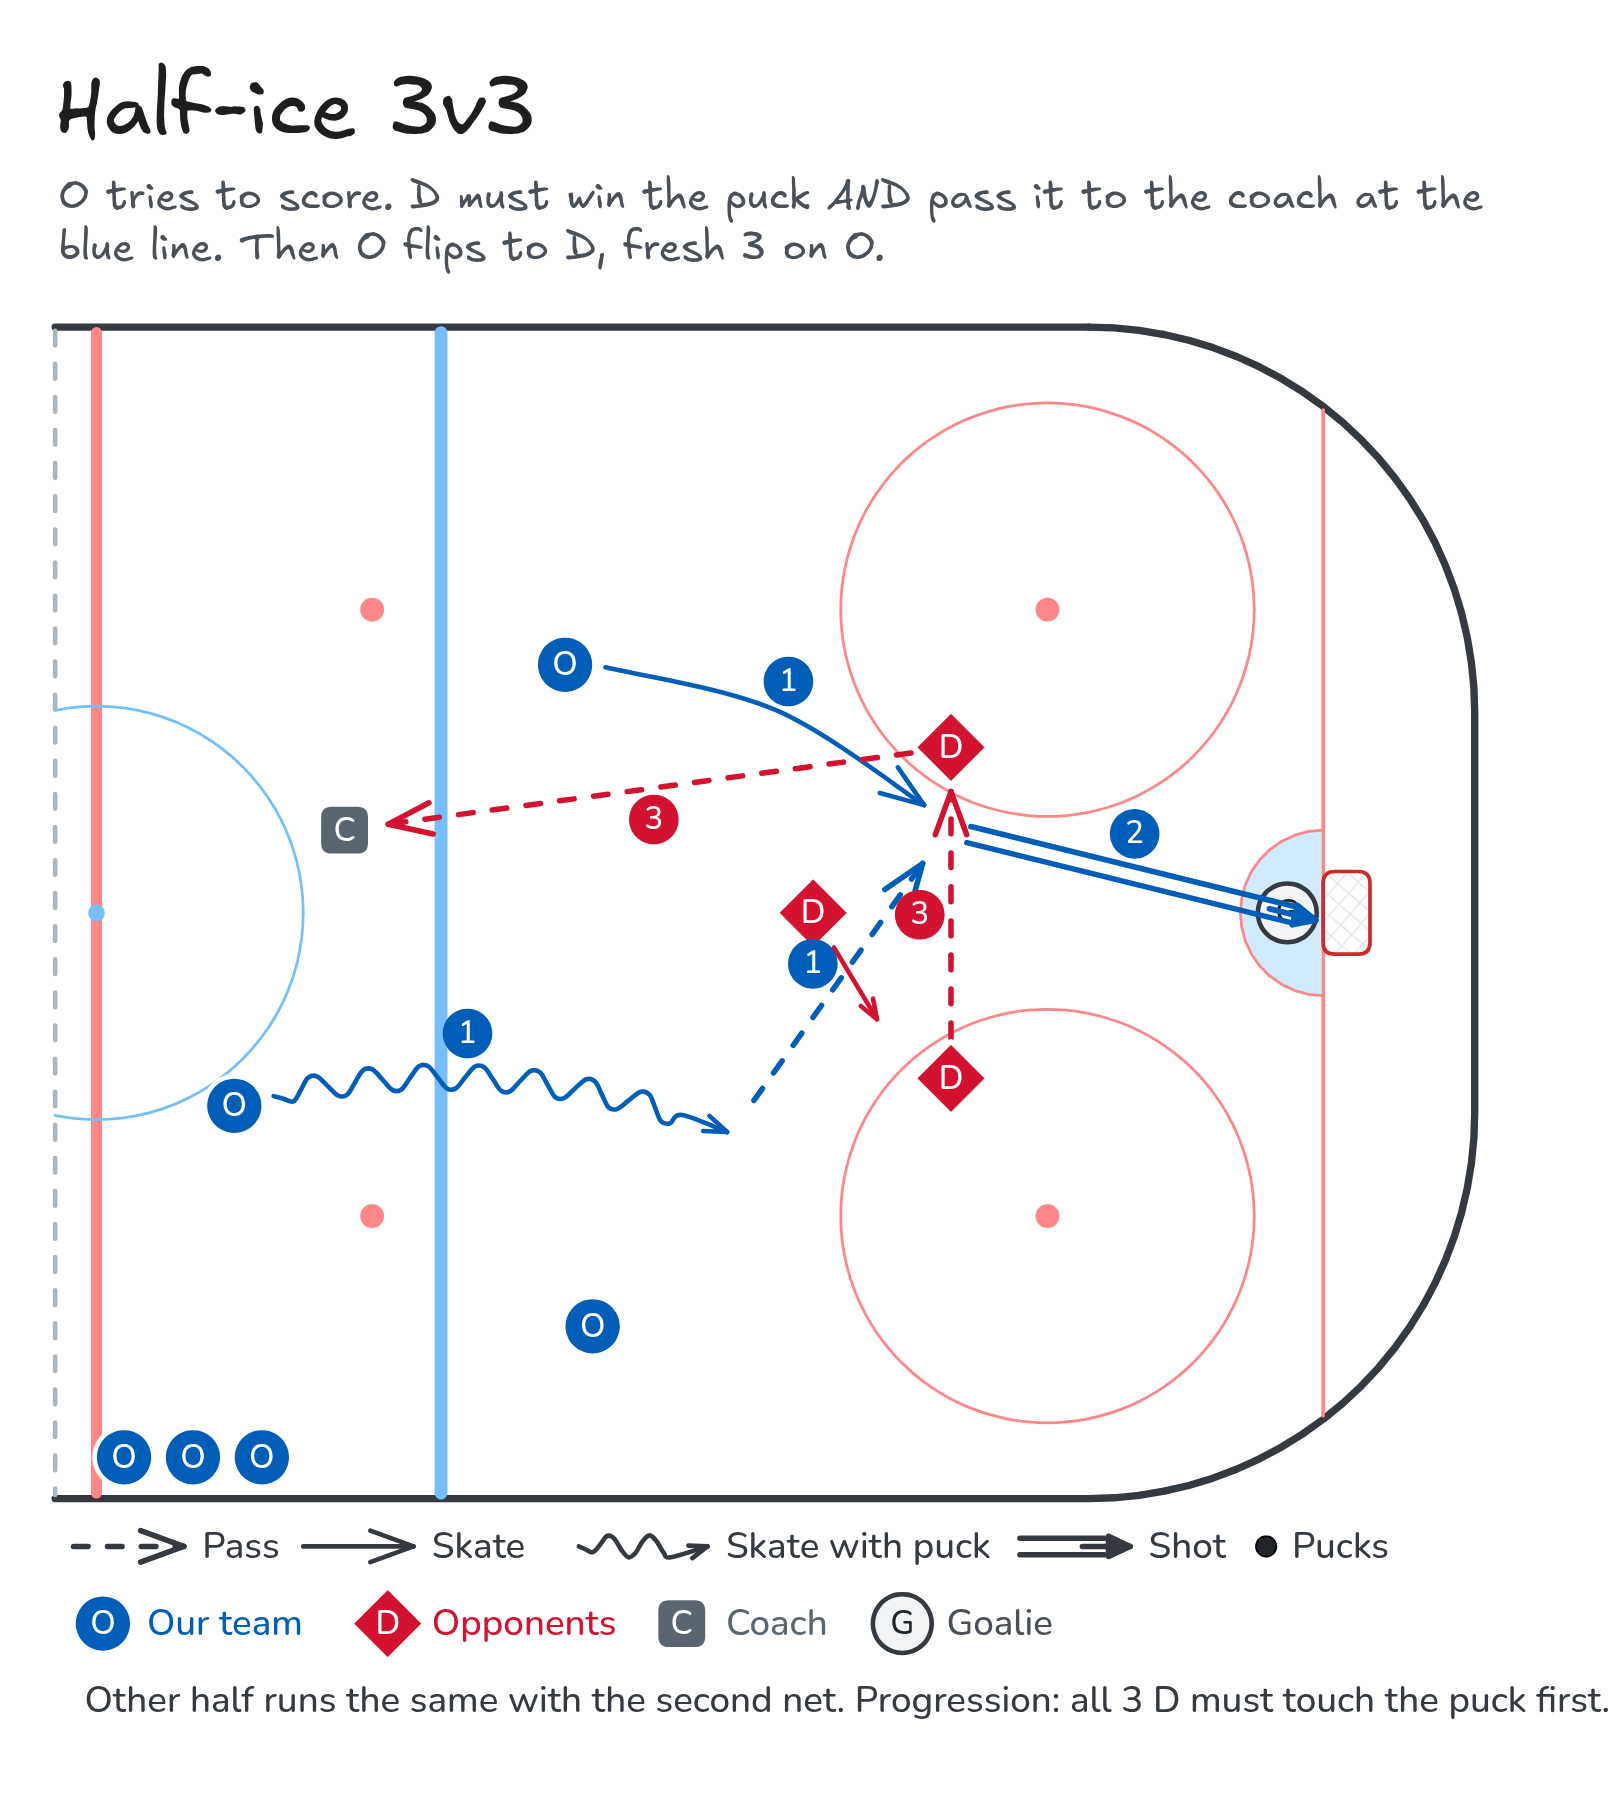 Half-ice 3v3
O tries to score. D must win the puck AND pass it to the coach at the
blue line. Then O flips to D, fresh 3 on O.
O
1
D
3
C
2
D
3
G
1
1
O
D
O
O O O
Pass Skate Skate with puck Shot Pucks
O Our team D Opponents C Coach G Goalie
Other half runs the same with the second net. Progression: all 3 D must touch the puck first.